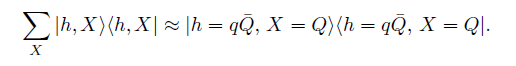 ∑_X |h, X⟩⟨h, X| ≈ |h = qQ̄, X = Q⟩⟨h = qQ̄, X = Q|.